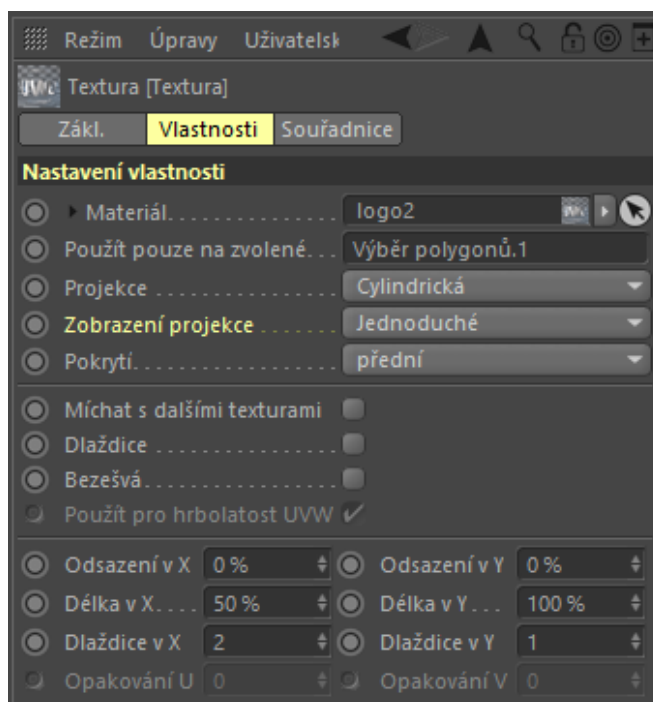 Režim Úpravy Uživatelsk
Textura [Textura]
Zákl. Vlastnosti Souřadnice
Nastavení vlastnosti
Materiál................ logo2
Použít pouze na zvolené... Výběr polygonů.1
Projekce ................ Cylindrická
Zobrazení projekce ....... Jednoduché
Pokrytí.................. přední
Míchat s dalšími texturami
Dlaždice ................
Bezešvá.................
Použít pro hrbolatost UVW
Odsazení v X 0 % Odsazení v Y 0 %
Délka v X.... 50 % Délka v Y... 100 %
Dlaždice v X 2 Dlaždice v Y 1
Opakování U 0 Opakování V 0